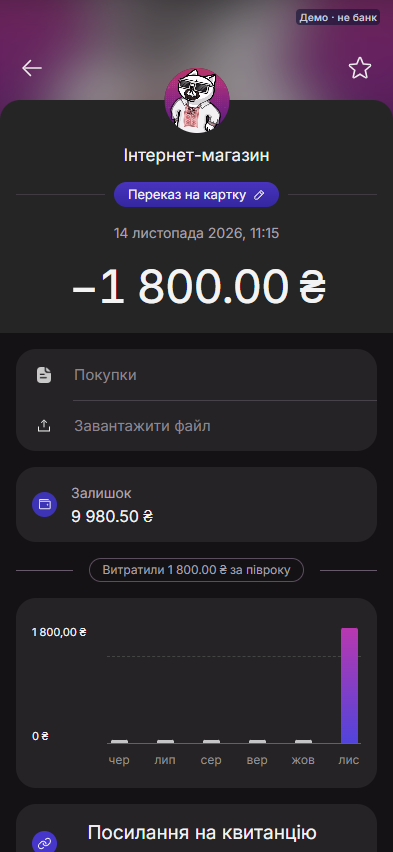 Демо · не банк
Інтернет-магазин
Переказ на картку
14 листопада 2026, 11:15
–1 800.00 ₴
Покупки
Завантажити файл
Залишок
9 980.50 ₴
Витратили 1 800.00 ₴ за півроку
1 800,00 ₴
0 ₴
чер лип сер вер жов лис
Посилання на квитанцію